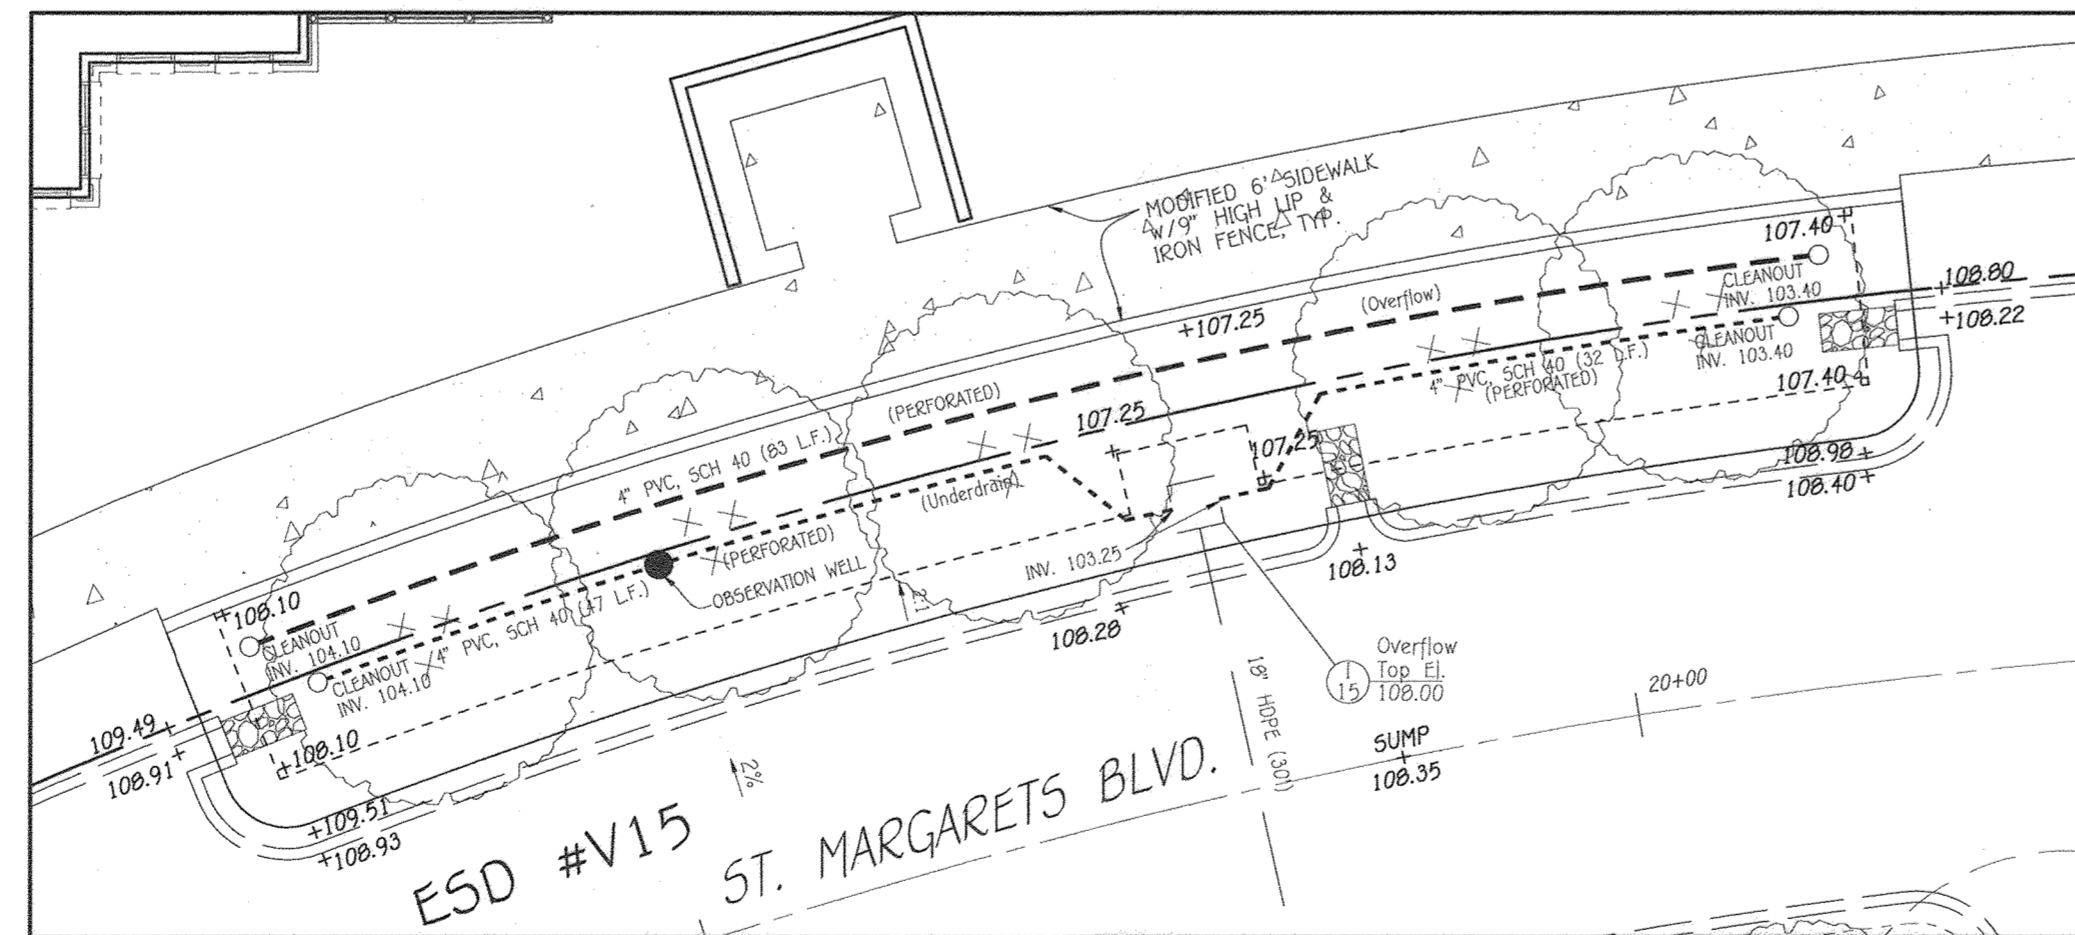 MODIFIED 6' SIDEWALK
w/9" HIGH LIP &
IRON FENCE, TYP.
107.40
CLEANOUT
INV. 103.40
108.80
108.22
(Overflow)
+107.25
CLEANOUT
INV. 103.40
4" PVC, SCH 40 (32 L.F.)
(PERFORATED)
107.40
(PERFORATED)
107.25
4" PVC, SCH 40 (83 L.F.)
107.25
108.98
108.40
(Underdrain)
(PERFORATED)
OBSERVATION WELL
INV. 103.25
108.13
108.10
CLEANOUT
INV. 104.10
4" PVC, SCH 40 (47 L.F.)
108.28
CLEANOUT
INV. 104.10
Overflow
Top El.
108.00
1
15
18" HDPE (30')
20+00
109.49
108.91
108.10
2%
SUMP
108.35
109.51
108.93
ESD #V15
ST. MARGARETS BLVD.